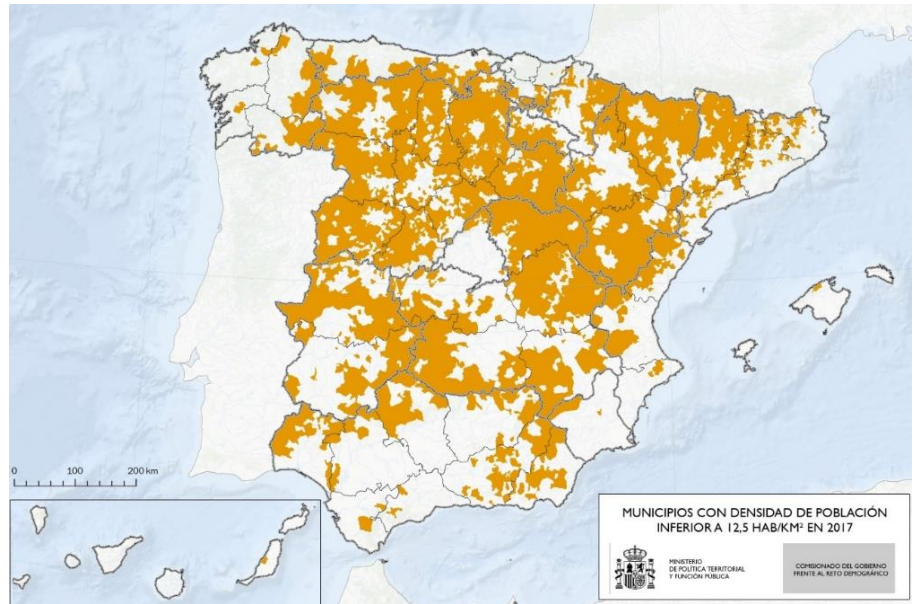 0 100 200 km
MUNICIPIOS CON DENSIDAD DE POBLACIÓN
INFERIOR A 12,5 HAB/KM² EN 2017
MINISTERIO
DE POLÍTICA TERRITORIAL
Y FUNCIÓN PÚBLICA
COMISIONADO DEL GOBIERNO
FRENTE AL RETO DEMOGRÁFICO